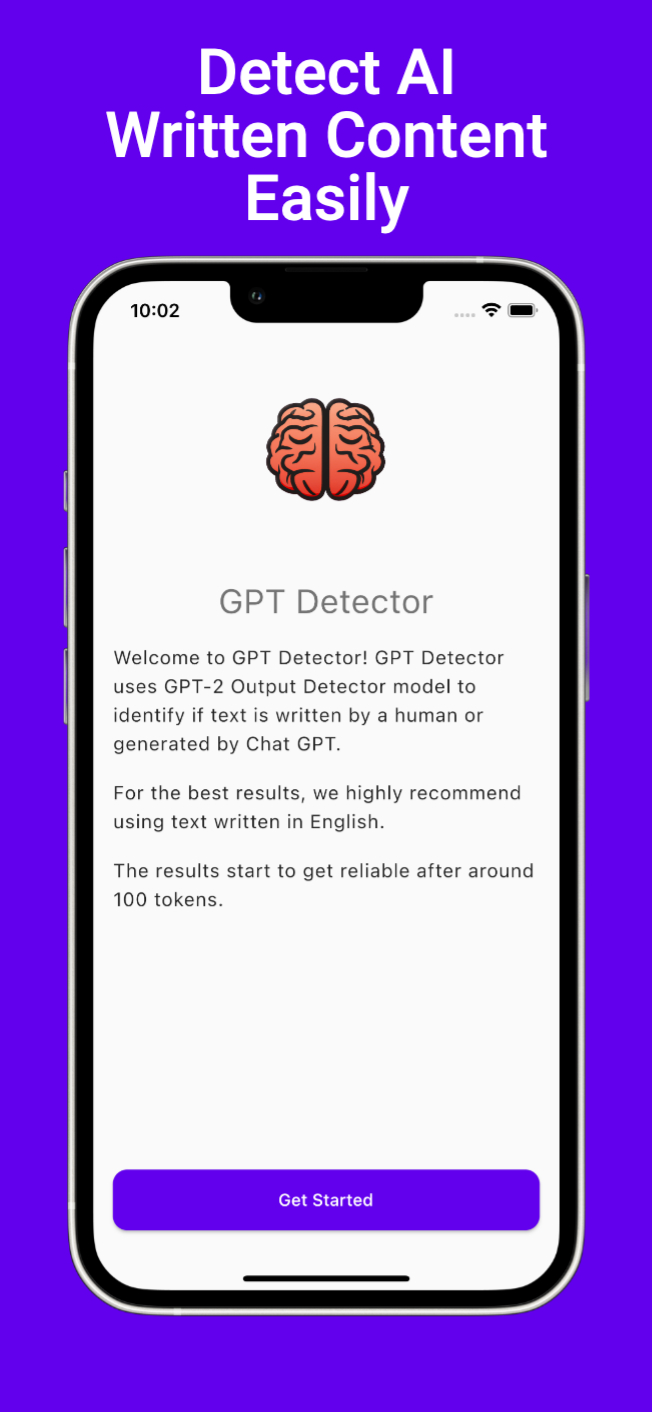 Detect AI
Written Content
Easily
10:02
GPT Detector
Welcome to GPT Detector! GPT Detector
uses GPT-2 Output Detector model to
identify if text is written by a human or
generated by Chat GPT.
For the best results, we highly recommend
using text written in English.
The results start to get reliable after around
100 tokens.
Get Started